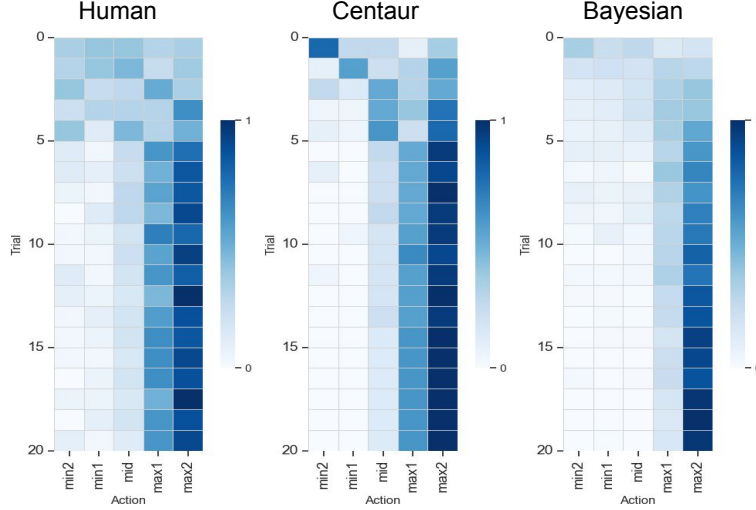 Human
Centaur
Bayesian
0
5
10
15
20
Trial
min2
min1
mid
max1
max2
Action
1
0
0
5
10
15
20
Trial
min2
min1
mid
max1
max2
Action
1
0
0
5
10
15
20
Trial
min2
min1
mid
max1
max2
Action